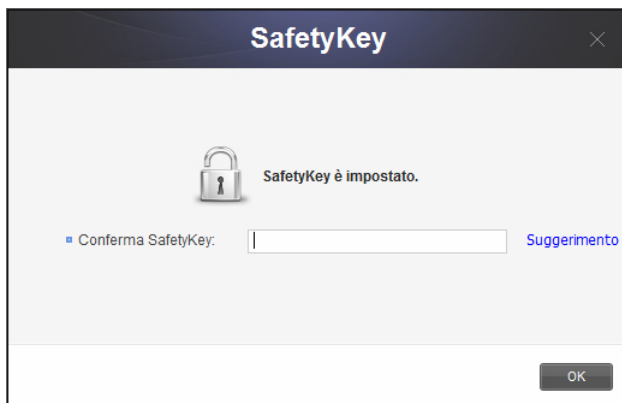 SafetyKey
SafetyKey è impostato.
Conferma SafetyKey:
Suggerimento
OK